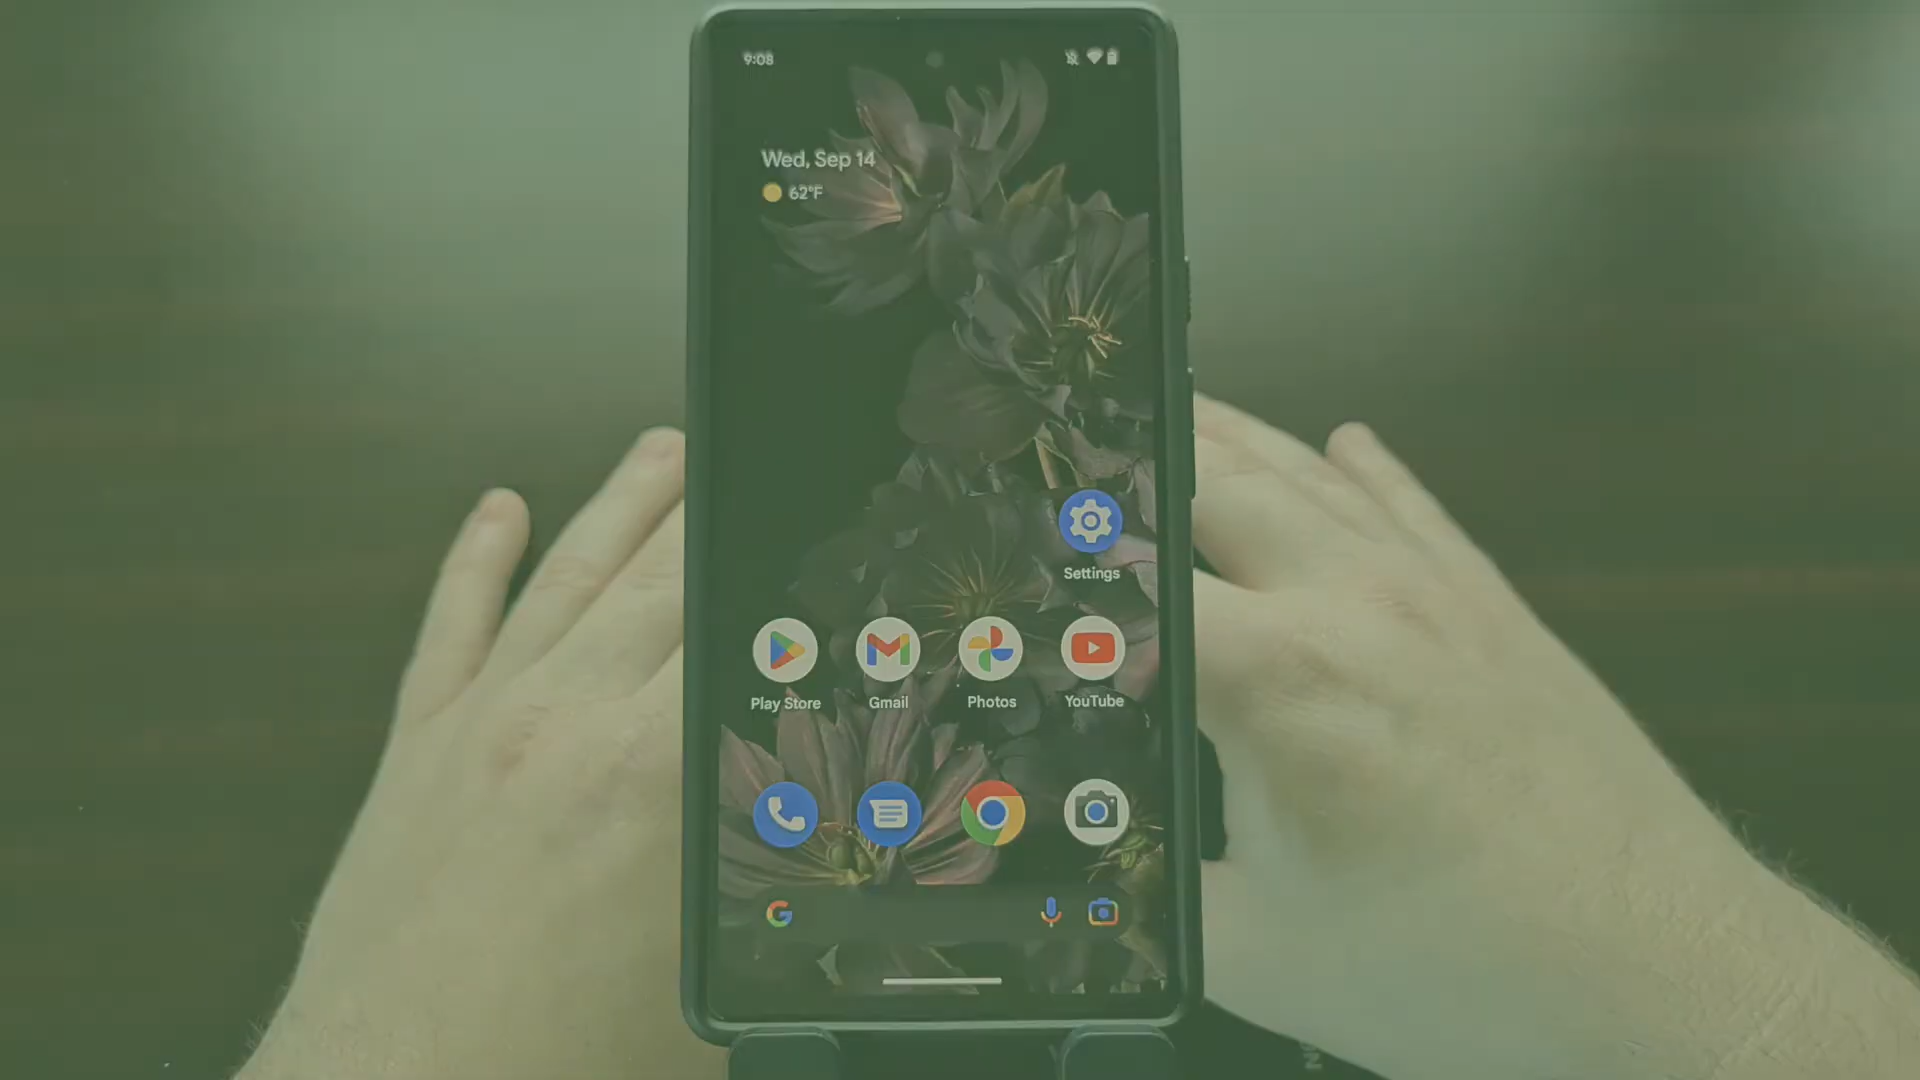 9:08
Wed, Sep 14
62°F
Settings
Play Store
Gmail
Photos
YouTube